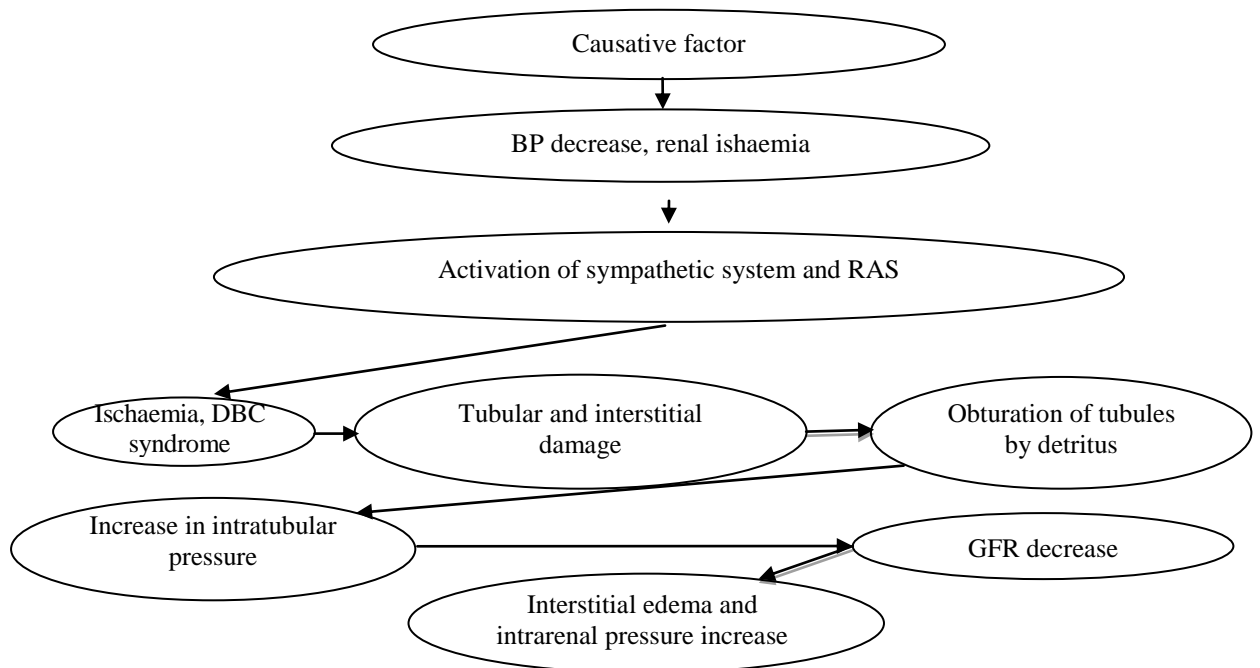 Causative factor
BP decrease, renal ishaemia
Activation of sympathetic system and RAS
Ischaemia, DBC
syndrome
Tubular and interstitial
damage
Obturation of tubules
by detritus
Increase in intratubular
pressure
GFR decrease
Interstitial edema and
intrarenal pressure increase